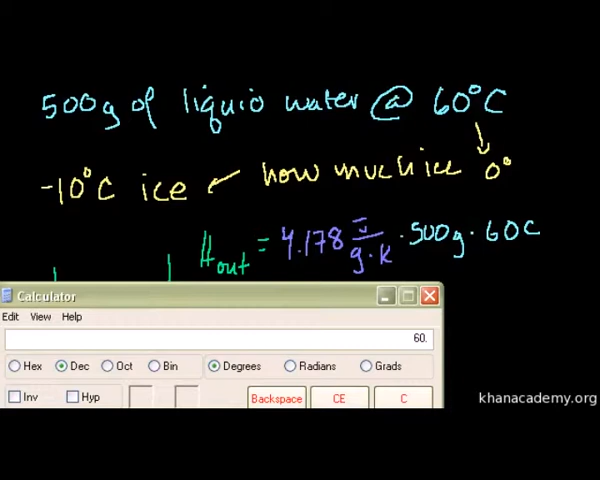 500g of liquid water @ 60°C
-10°C ice how much ice 0°
Hout = 4.178 J/g·K · 500g · 60C
Calculator
Edit View Help
60.
Hex Dec Oct Bin Degrees Radians Grads
Inv Hyp Backspace CE C
khanacademy.org